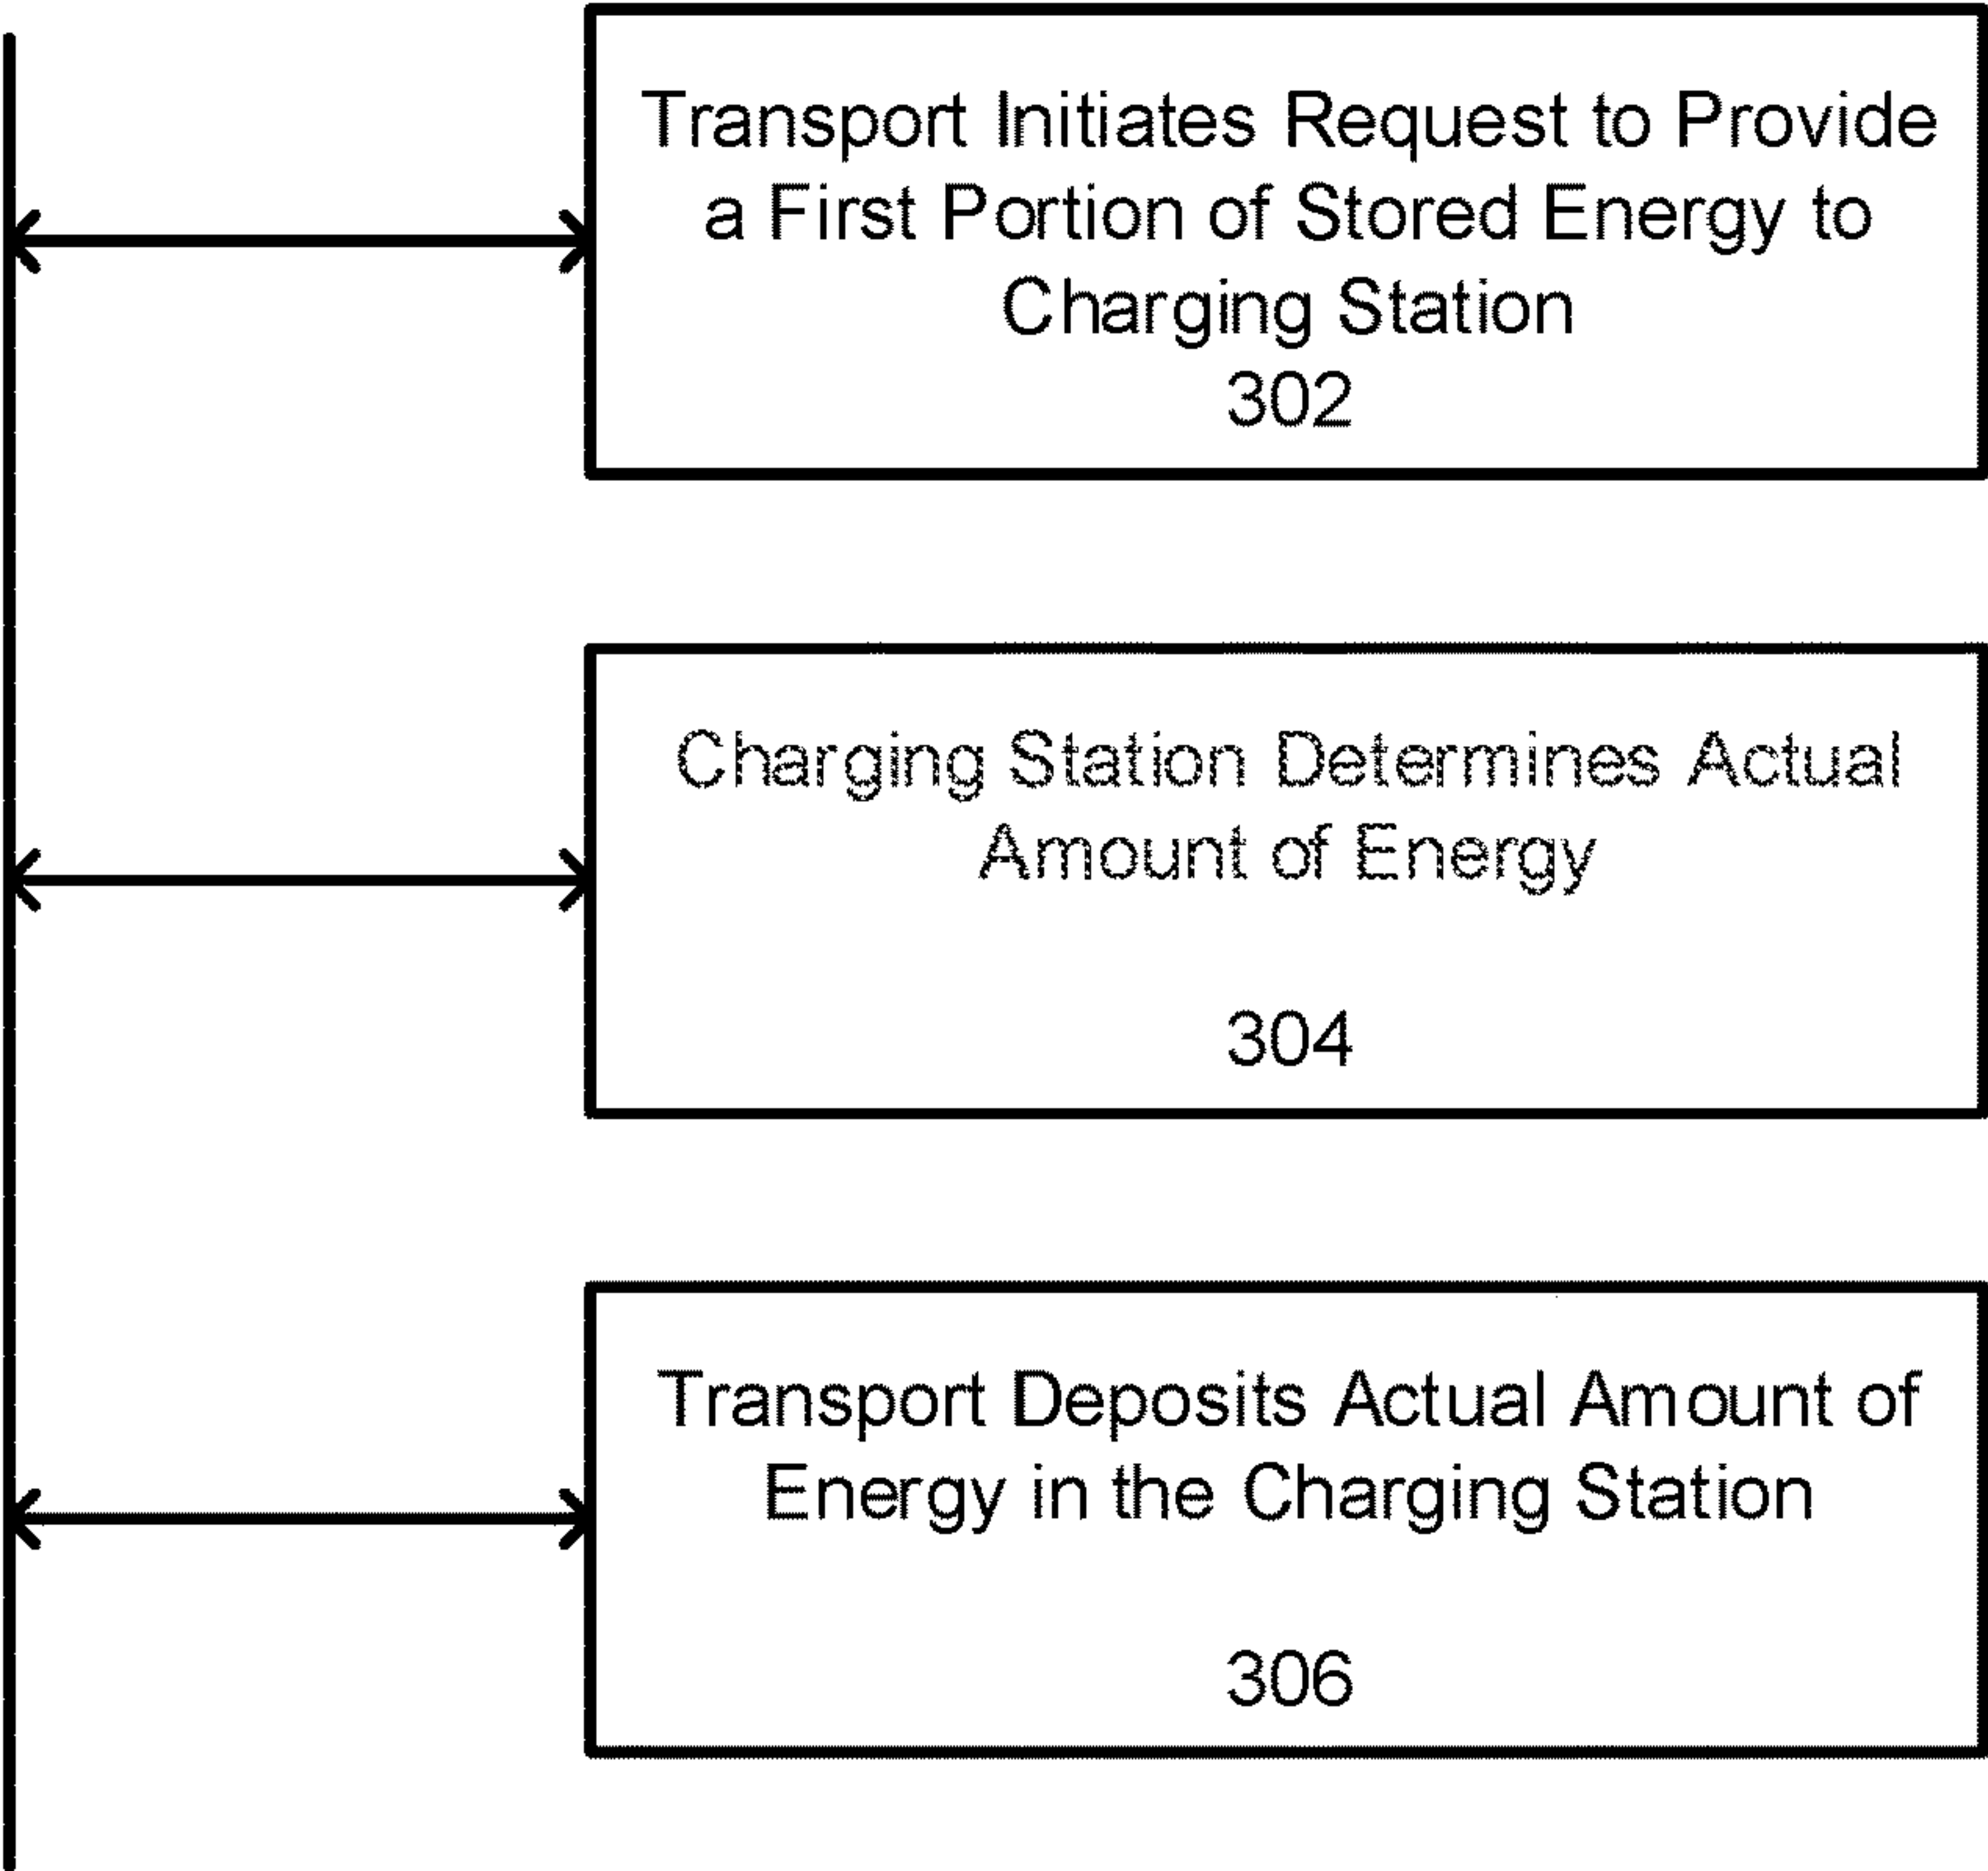 Transport Initiates Request to Provide
a First Portion of Stored Energy to
Charging Station
302
Charging Station Determines Actual
Amount of Energy
304
Transport Deposits Actual Amount of
Energy in the Charging Station
306